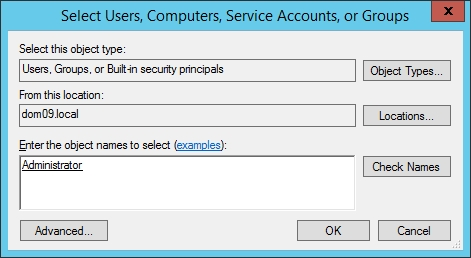 Select Users, Computers, Service Accounts, or Groups
x
Select this object type:
Users, Groups, or Built-in security principals
Object Types...
From this location:
dom09.local
Locations...
Enter the object names to select (examples):
Administrator
Check Names
Advanced...
OK
Cancel